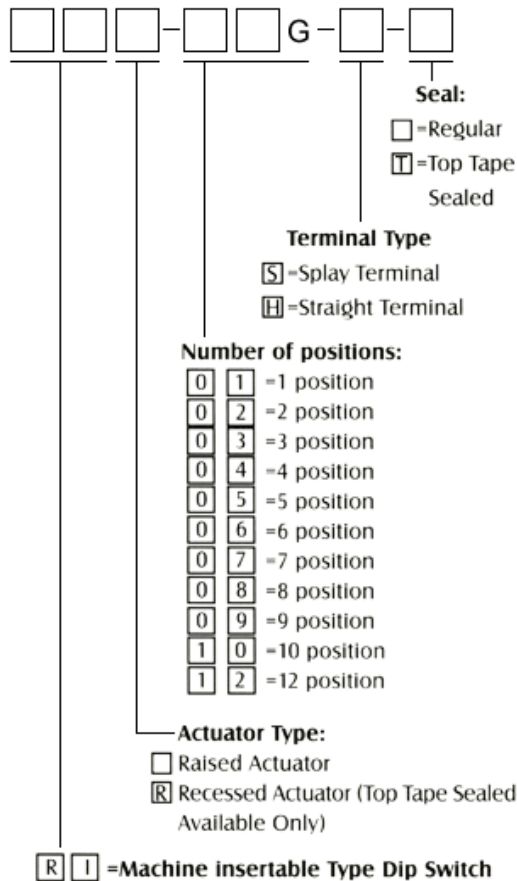 - G - -
Seal:
=Regular
T =Top Tape
Sealed
Terminal Type
S =Splay Terminal
H =Straight Terminal
Number of positions:
0 1 =1 position
0 2 =2 position
0 3 =3 position
0 4 =4 position
0 5 =5 position
0 6 =6 position
0 7 =7 position
0 8 =8 position
0 9 =9 position
1 0 =10 position
1 2 =12 position
Actuator Type:
Raised Actuator
R Recessed Actuator (Top Tape Sealed
Available Only)
R I =Machine insertable Type Dip Switch